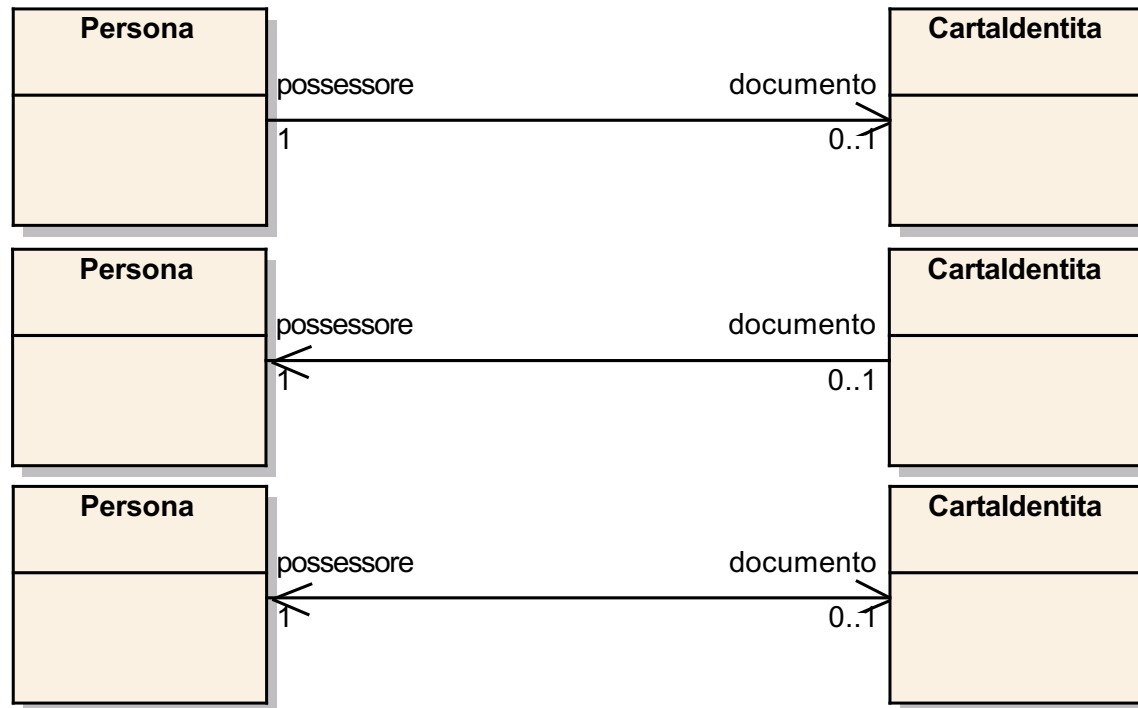 Persona CartaIdentita
possessore documento
1 0..1
Persona CartaIdentita
possessore documento
1 0..1
Persona CartaIdentita
possessore documento
1 0..1